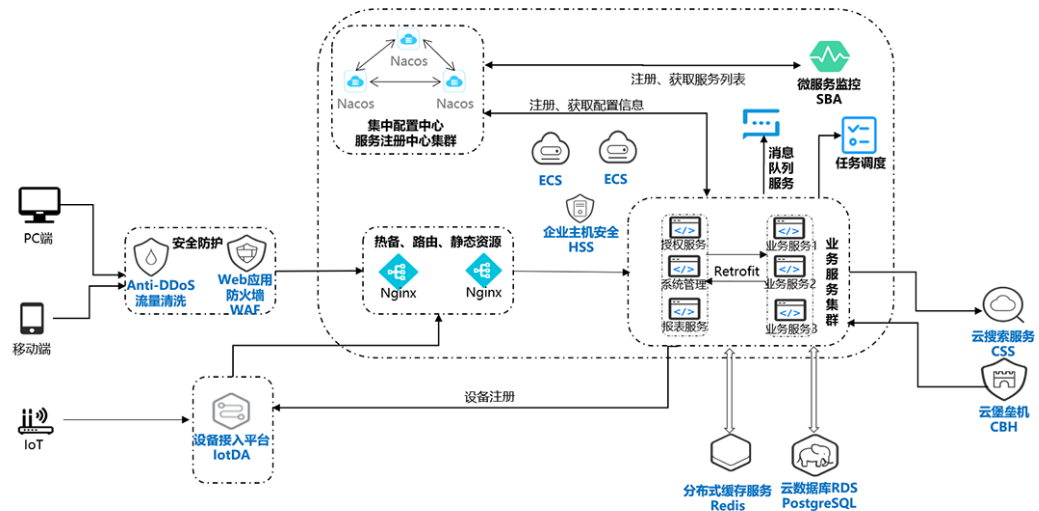 Nacos
Nacos
Nacos
集中配置中心
服务注册中心集群
注册、获取服务列表
微服务监控
SBA
注册、获取配置信息
ECS
ECS
消息
队列
服务
任务调度
企业主机安全
HSS
PC端
移动端
IoT
安全防护
Anti-DDoS
流量清洗
Web应用
防火墙
WAF
热备、路由、静态资源
Nginx
Nginx
授权服务
系统管理
报表服务
Retrofit
业务服务1
业务服务2
业务服务3
业务服务集群
云搜索服务
CSS
云堡垒机
CBH
设备注册
设备接入平台
IotDA
分布式缓存服务
Redis
云数据库RDS
PostgreSQL